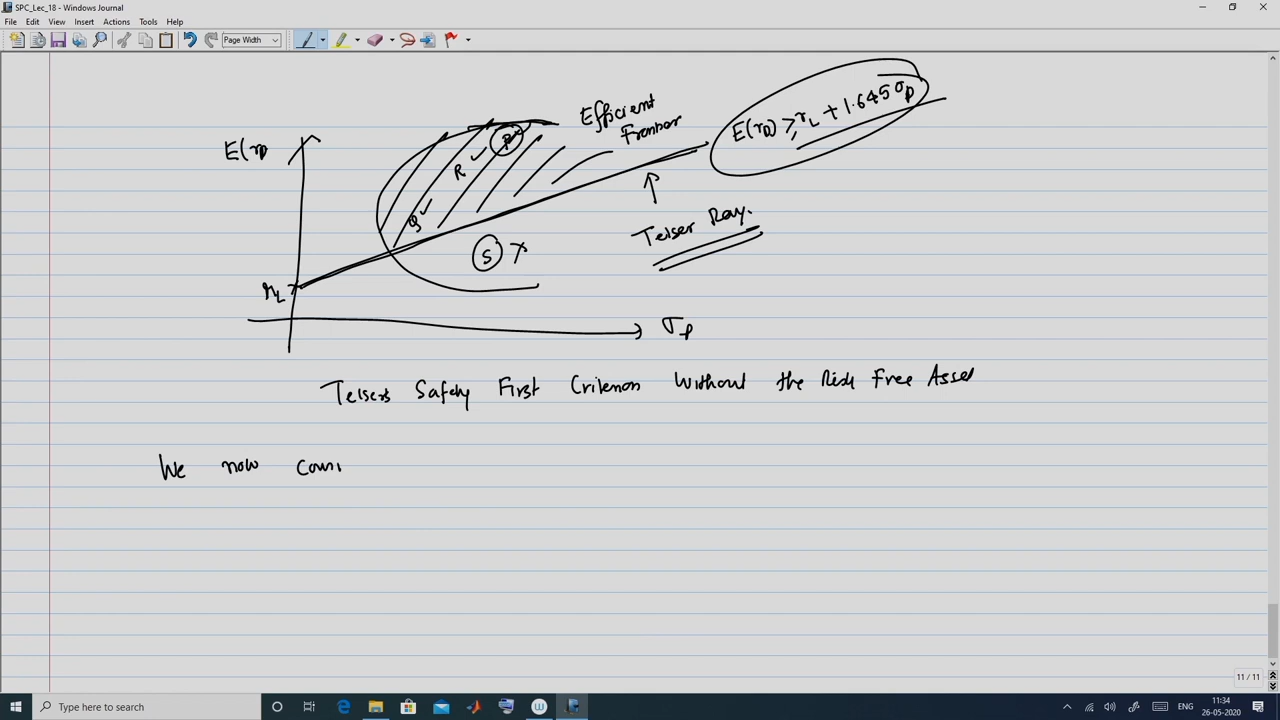 SPC_Lec_18 - Windows Journal
File Edit View Insert Actions Tools Help
Page Width
E(rp
Efficient
Frontier
E(rp) ≥ rL + 1.645σp
P
R
Q
S
Telser Ray.
rL
σp
Telsers Safety First Criterion Without the Risk Free Asset
We now consi
11 / 11
Type here to search
ENG
11:34
26-05-2020